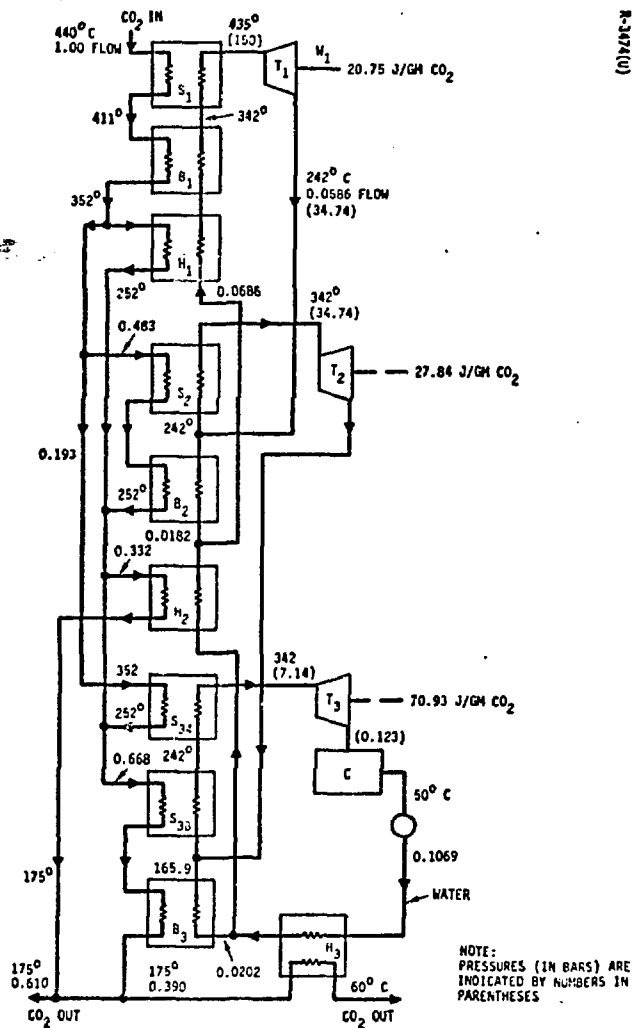 R-3474(U)
CO2 IN
440°C
1.00 FLOW
435°
(150)
T1
W1
20.75 J/GM CO2
S1
411°
342°
B1
242° C
0.0586 FLOW
(34.74)
352°
H1
252°
0.0686
342°
(34.74)
0.463
S2
T2
27.84 J/GM CO2
242°
0.193
252°
B2
0.0182
0.332
H2
342
(7.14)
352
T3
70.93 J/GM CO2
252°
S3A
(0.123)
242°
C
0.668
50° C
S3B
0.1069
175°
165.9
WATER
B3
H3
0.0202
175°
0.610
175°
0.390
60° C
CO2 OUT
CO2 OUT
NOTE:
PRESSURES (IN BARS) ARE
INDICATED BY NUMBERS IN
PARENTHESES